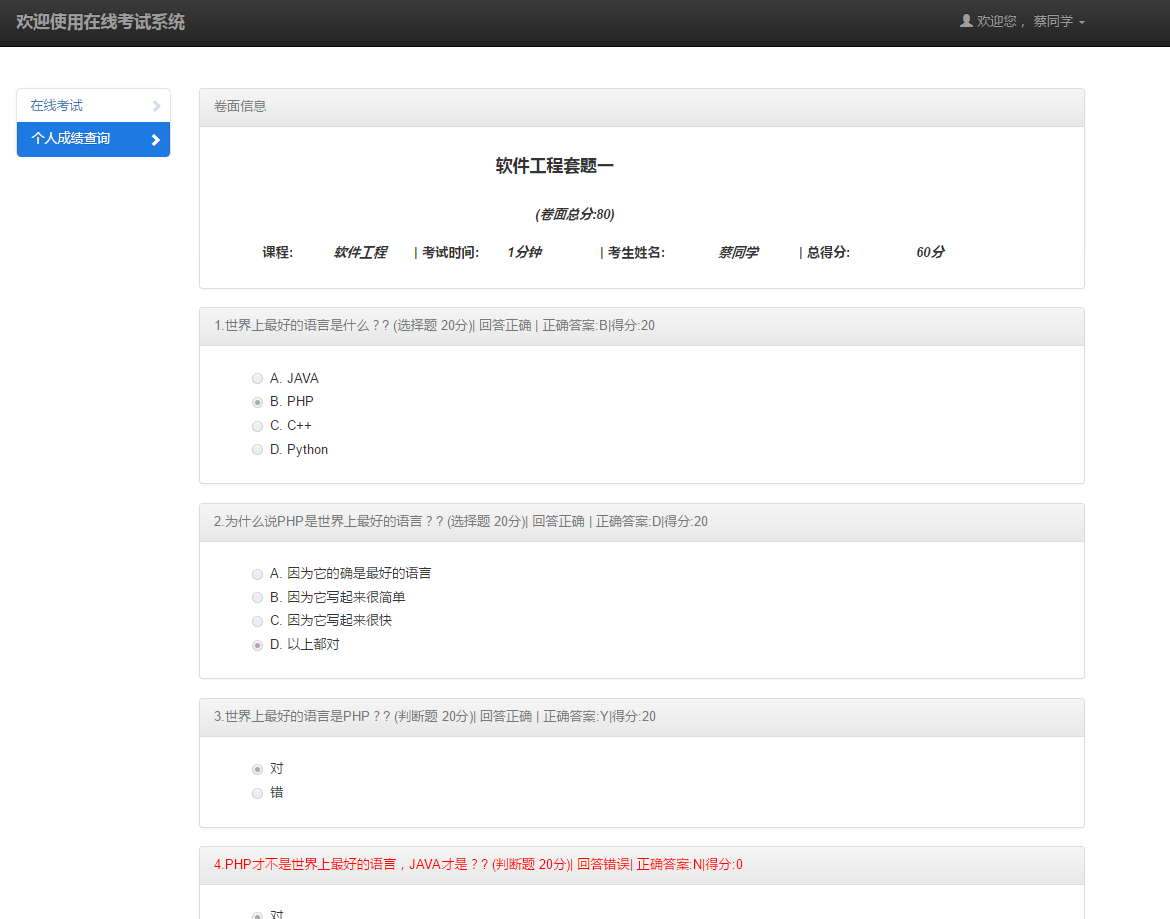 欢迎使用在线考试系统
欢迎您， 蔡同学
在线考试
个人成绩查询
卷面信息
软件工程套题一
(卷面总分:80)
课程: 软件工程 | 考试时间: 1分钟 | 考生姓名: 蔡同学 | 总得分: 60分
1.世界上最好的语言是什么？? (选择题 20分)| 回答正确 | 正确答案:B|得分:20
A. JAVA
B. PHP
C. C++
D. Python
2.为什么说PHP是世界上最好的语言？? (选择题 20分)| 回答正确 | 正确答案:D|得分:20
A. 因为它的确是最好的语言
B. 因为它写起来很简单
C. 因为它写起来很快
D. 以上都对
3.世界上最好的语言是PHP？? (判断题 20分)| 回答正确 | 正确答案:Y|得分:20
对
错
4.PHP才不是世界上最好的语言，JAVA才是？? (判断题 20分)| 回答错误| 正确答案:N|得分:0
对